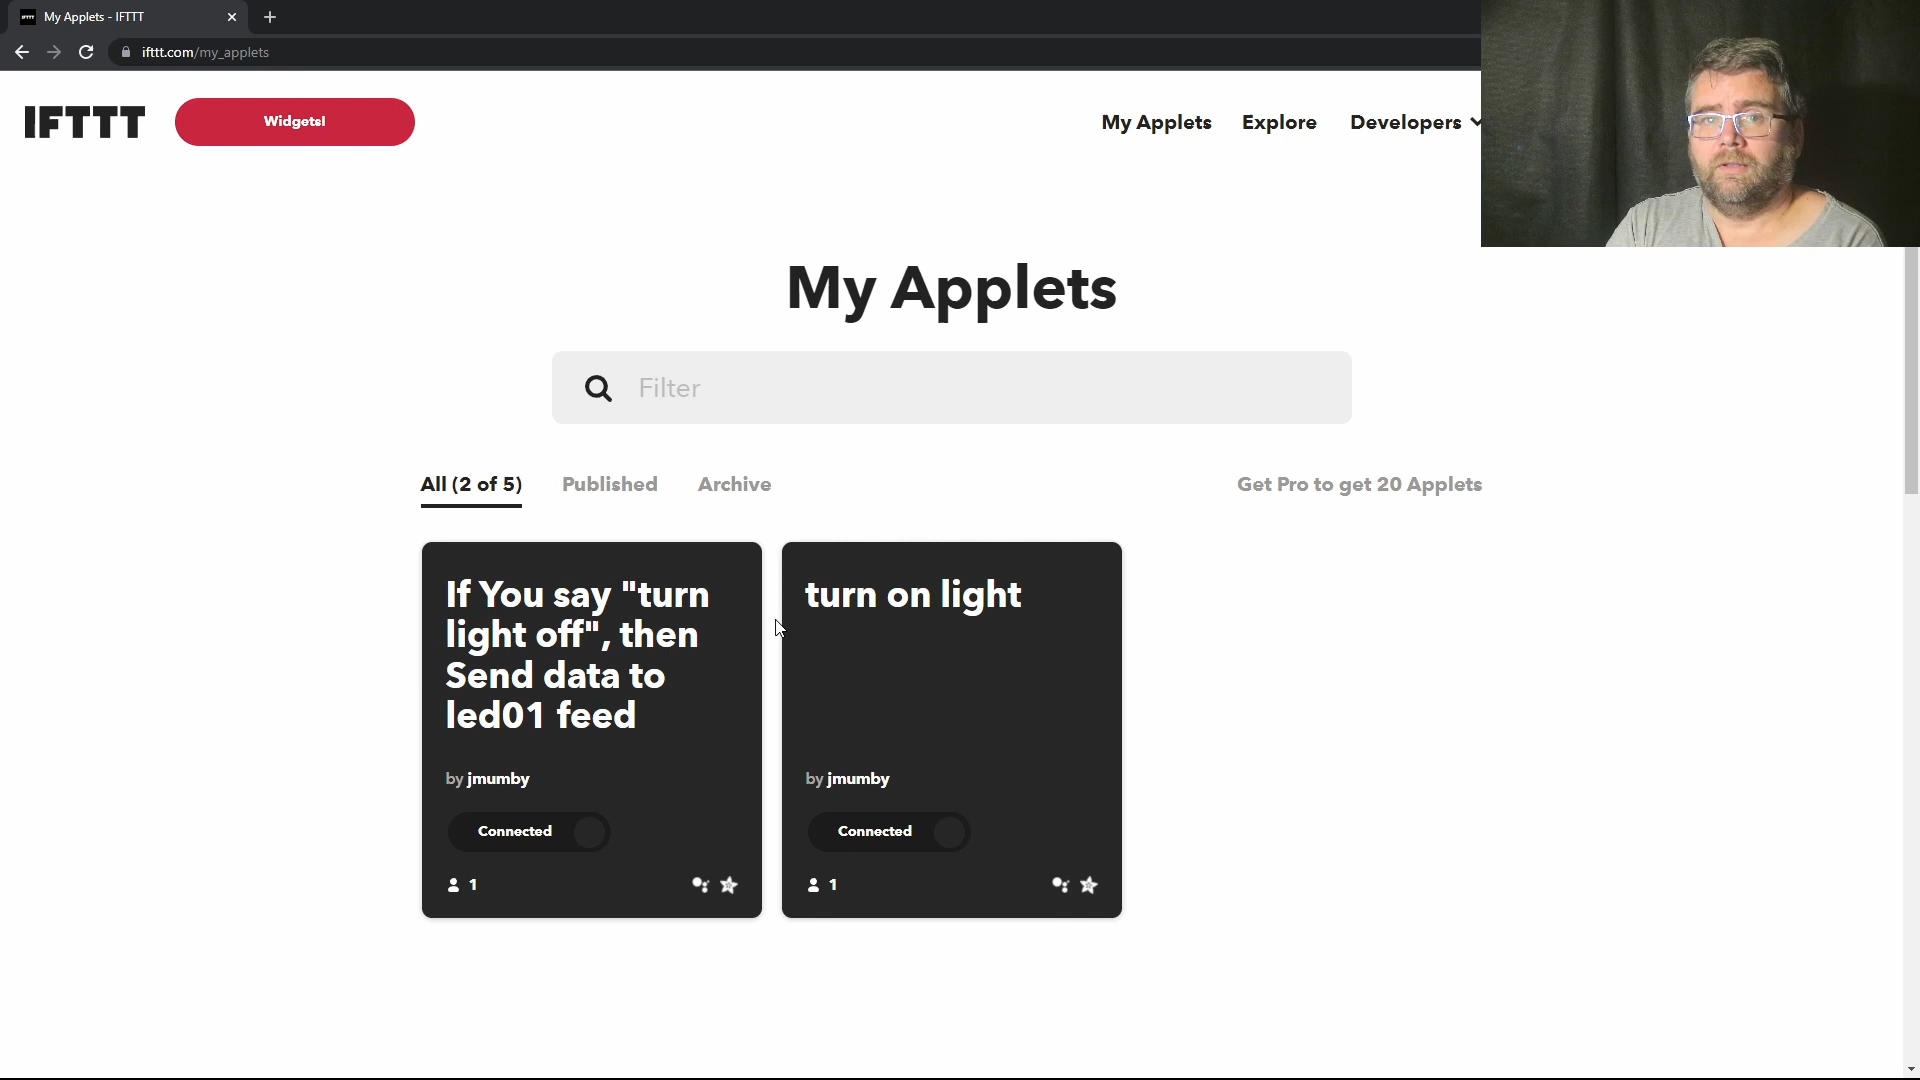 My Applets - IFTTT
ifttt.com/my_applets
IFTTT
Widgets!
My Applets
Explore
Developers
My Applets
Filter
All (2 of 5)
Published
Archive
Get Pro to get 20 Applets
If You say "turn
light off", then
Send data to
led01 feed
by jmumby
Connected
1
turn on light
by jmumby
Connected
1